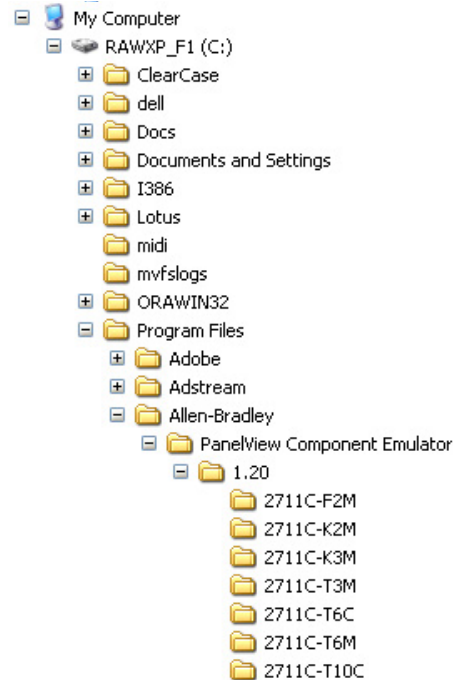 My Computer
RAWXP_F1 (C:)
ClearCase
dell
Docs
Documents and Settings
I386
Lotus
midi
mvfslogs
ORAWIN32
Program Files
Adobe
Adstream
Allen-Bradley
PanelView Component Emulator
1.20
2711C-F2M
2711C-K2M
2711C-K3M
2711C-T3M
2711C-T6C
2711C-T6M
2711C-T10C